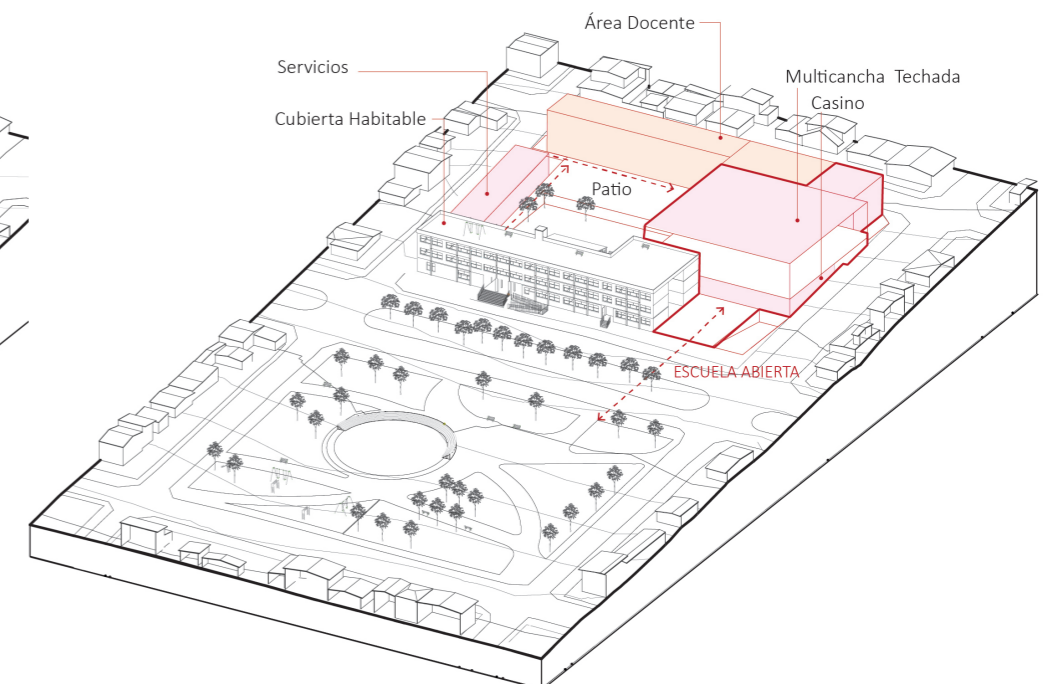 Área Docente
Servicios
Multicancha Techada
Casino
Cubierta Habitable
Patio
ESCUELA ABIERTA